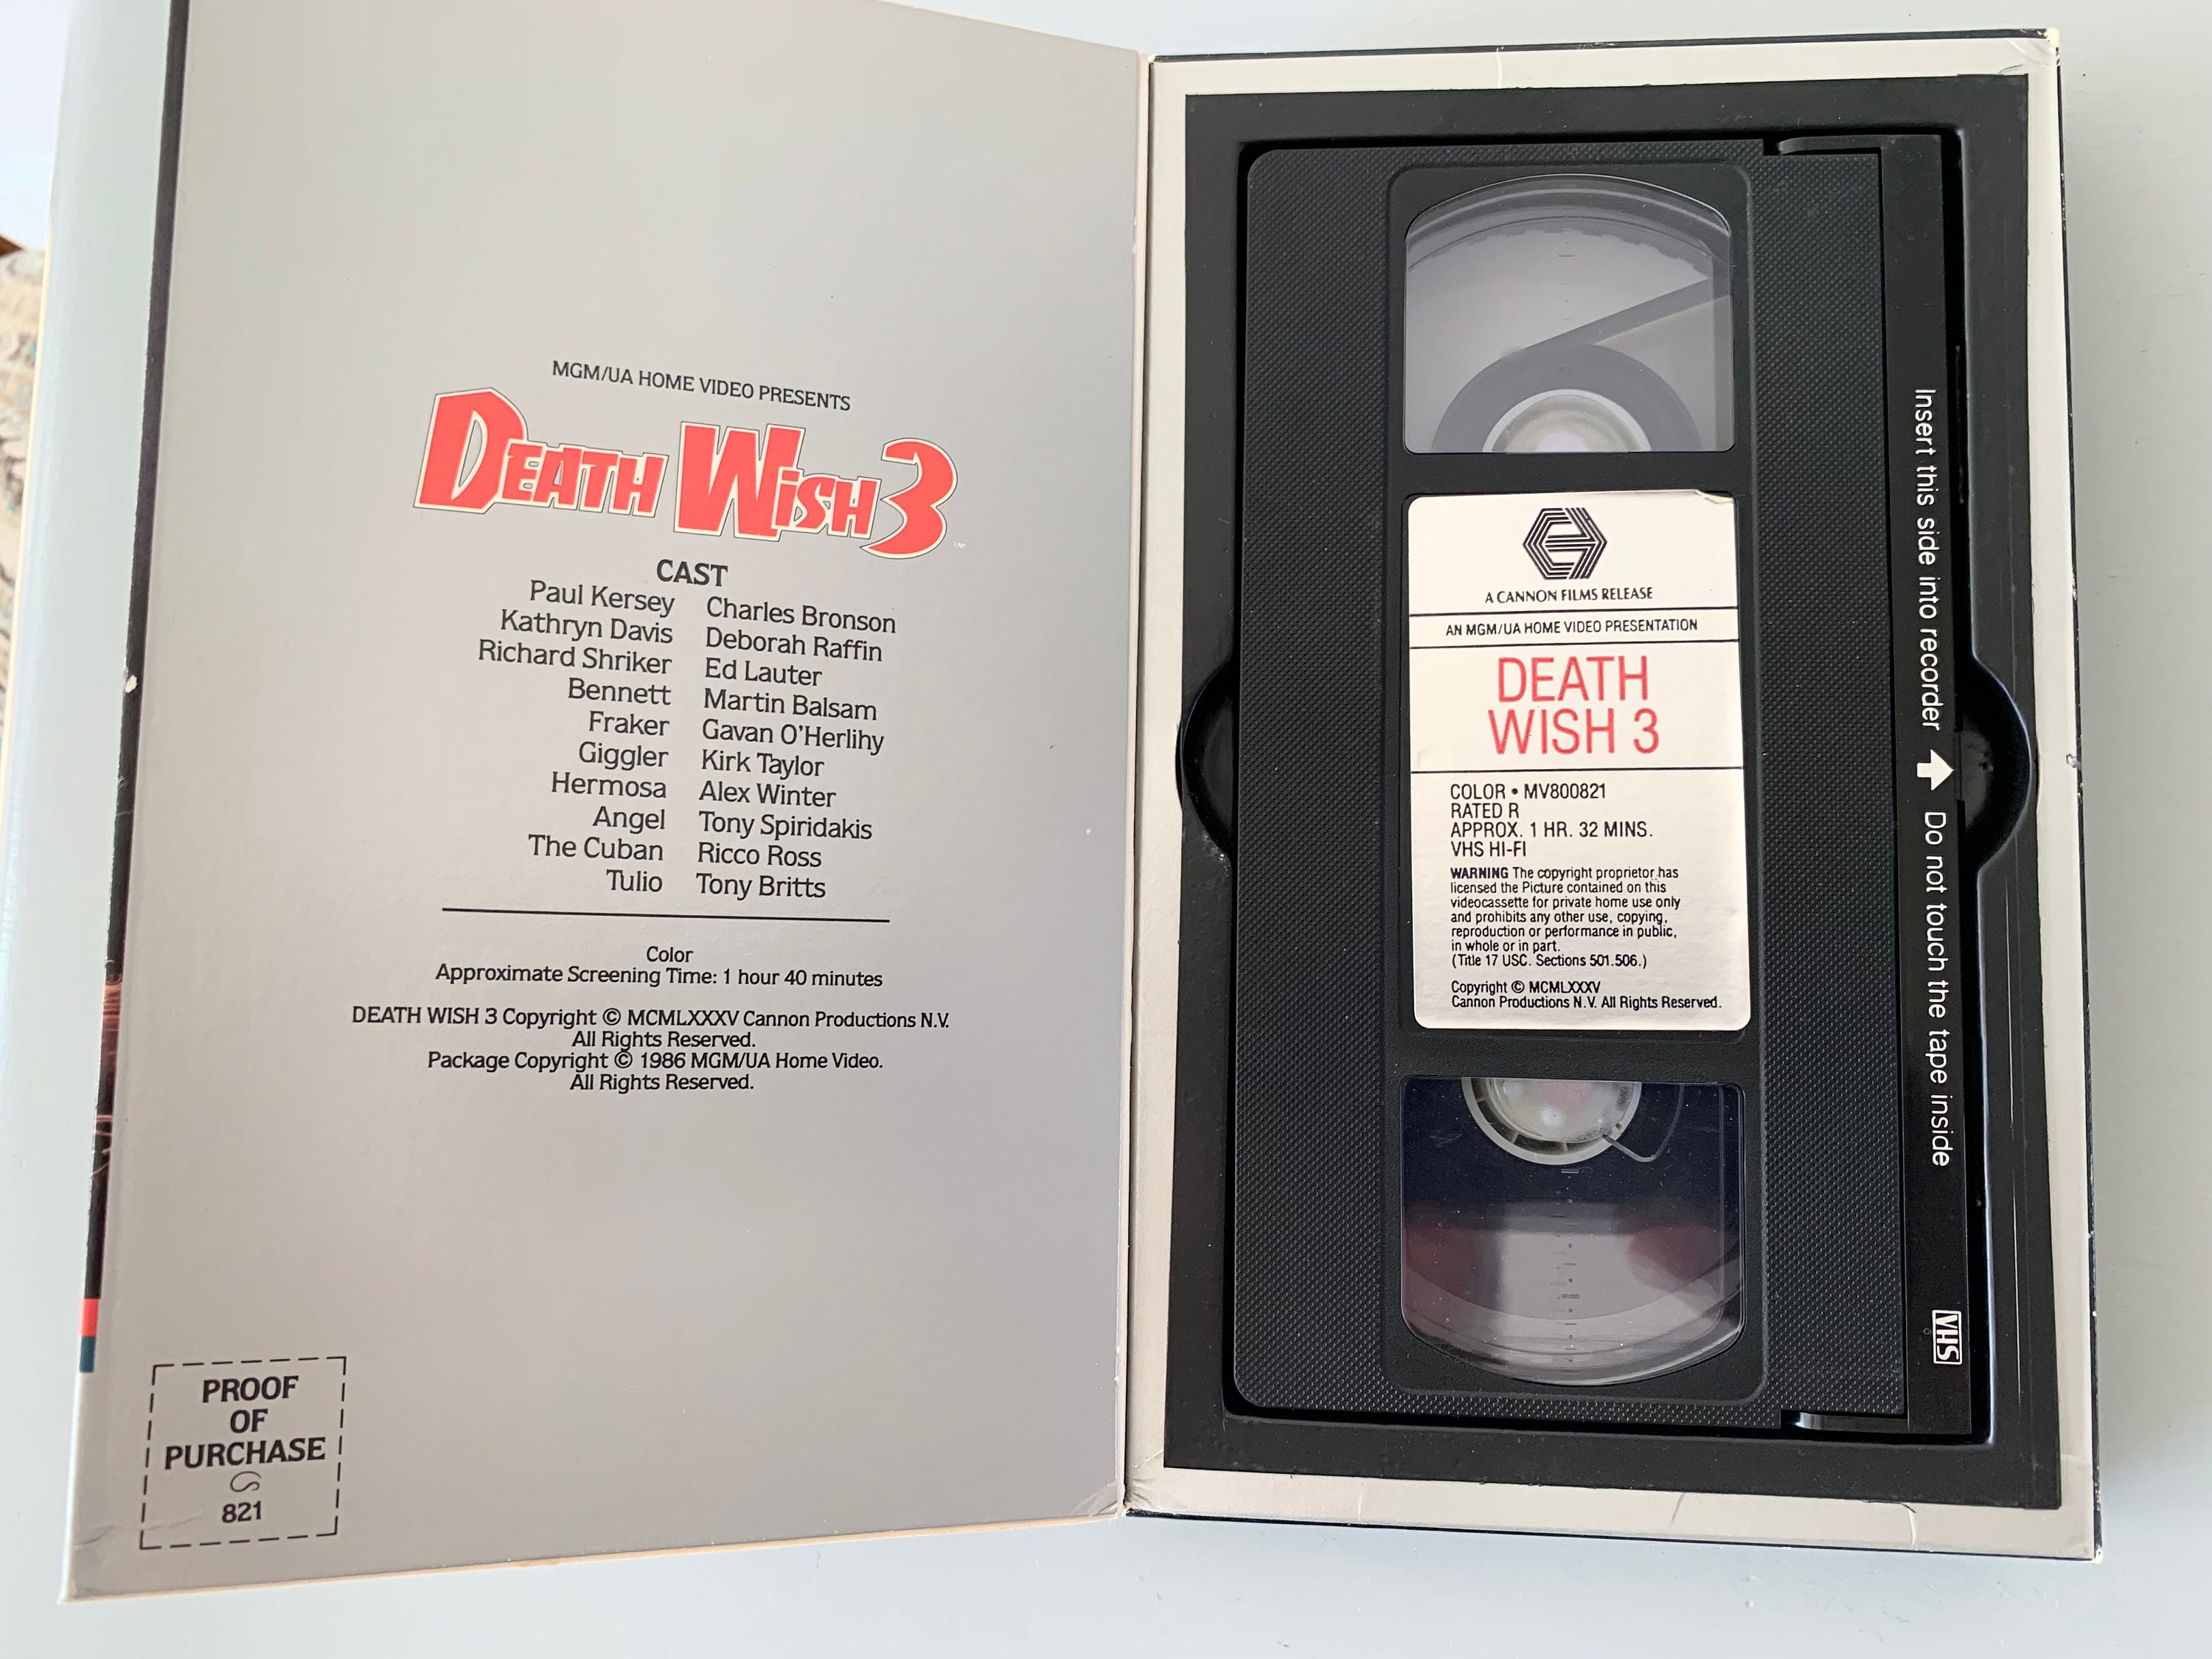 MGM/UA HOME VIDEO PRESENTS
DEATH WISH 3
CAST
Paul Kersey Charles Bronson
Kathryn Davis Deborah Raffin
Richard Shriker Ed Lauter
Bennett Martin Balsam
Fraker Gavan O'Herlihy
Giggler Kirk Taylor
Hermosa Alex Winter
Angel Tony Spiridakis
The Cuban Ricco Ross
Tulio Tony Britts
Color
Approximate Screening Time: 1 hour 40 minutes
DEATH WISH 3 Copyright © MCMLXXXV Cannon Productions N.V.
All Rights Reserved.
Package Copyright © 1986 MGM/UA Home Video.
All Rights Reserved.
PROOF
OF
PURCHASE
821
A CANNON FILMS RELEASE
AN MGM/UA HOME VIDEO PRESENTATION
DEATH
WISH 3
COLOR • MV800821
RATED R
APPROX. 1 HR. 32 MINS.
VHS HI-FI
WARNING The copyright proprietor has
licensed the Picture contained on this
videocassette for private home use only
and prohibits any other use, copying,
reproduction or performance in public,
in whole or in part.
(Title 17 USC. Sections 501.506.)
Copyright © MCMLXXXV
Cannon Productions N.V. All Rights Reserved.
Insert this side into recorder ⬆ Do not touch the tape inside
VHS